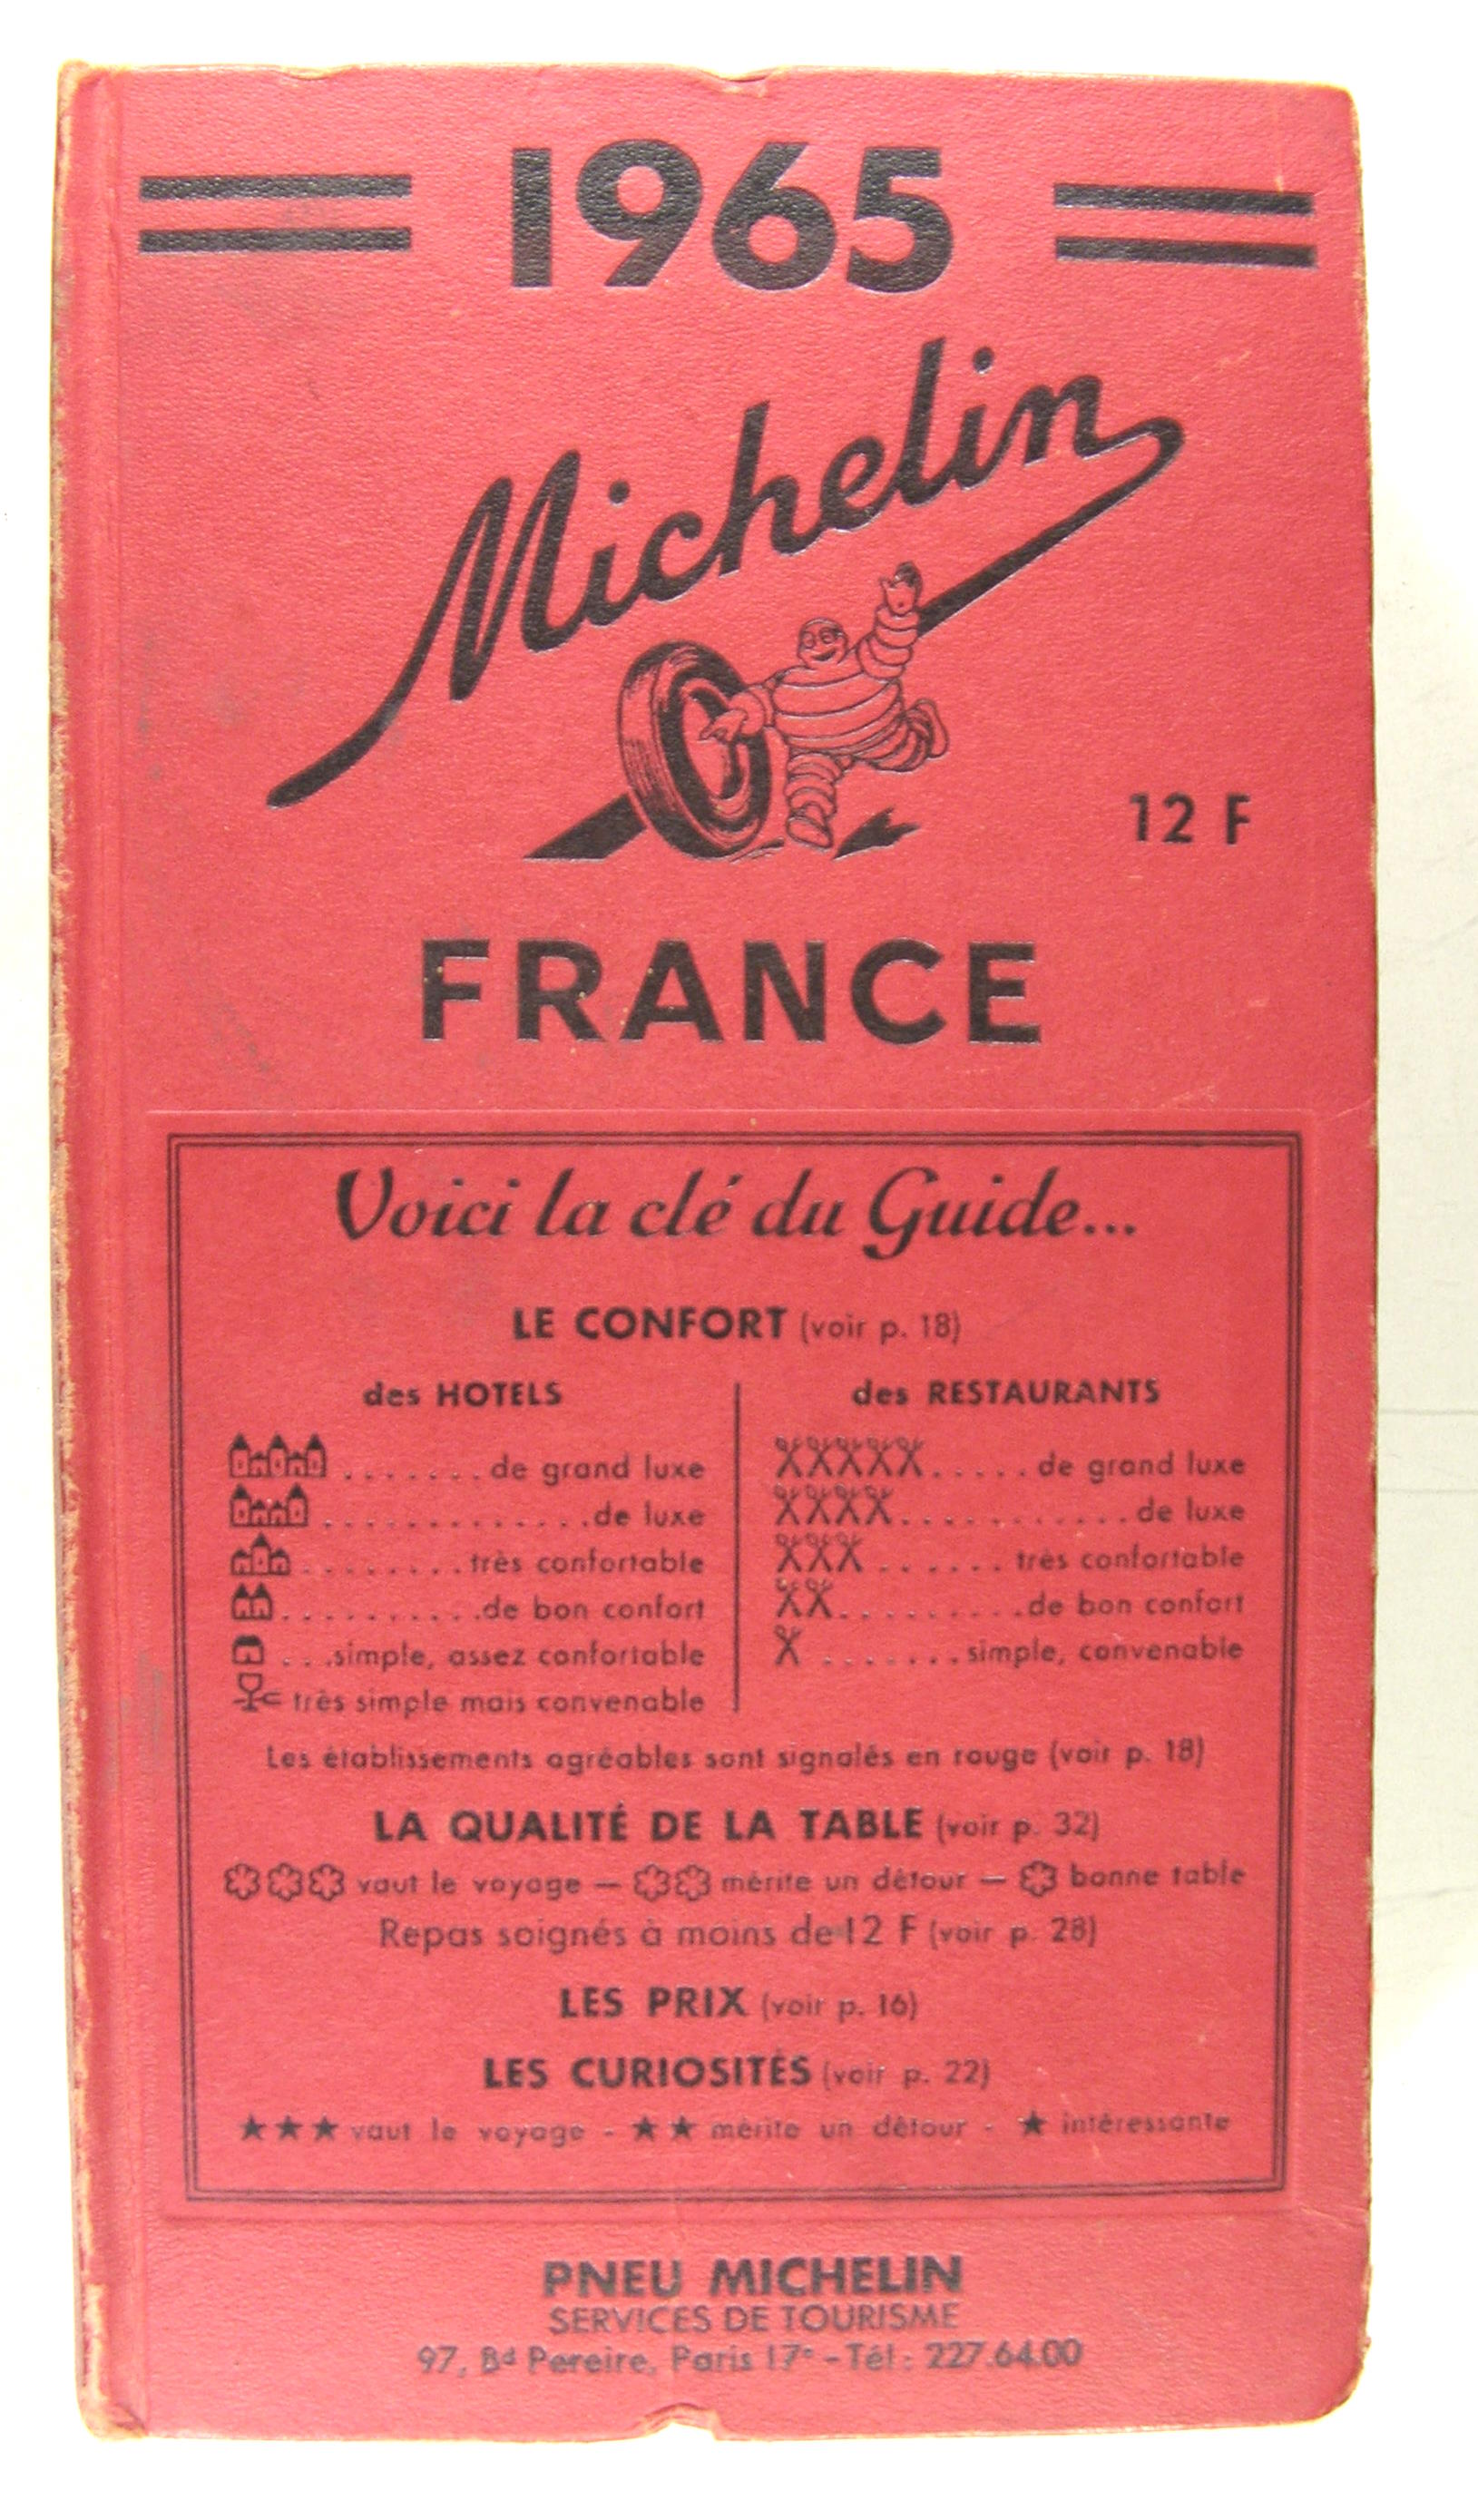 1965
Michelin
12 F
FRANCE
Voici la clé du Guide...
LE CONFORT (voir p. 18)
des HOTELS
.......de grand luxe
.............de luxe
........très confortable
..........de bon confort
...simple, assez confortable
très simple mais convenable
des RESTAURANTS
......de grand luxe
............de luxe
.......très confortable
..........de bon confort
.......simple, convenable
Les établissements agréables sont signalés en rouge (voir p. 18)
LA QUALITÉ DE LA TABLE (voir p. 32)
vaut le voyage — mérite un détour — bonne table
Repas soignés à moins de 12 F (voir p. 28)
LES PRIX (voir p. 16)
LES CURIOSITÉS (voir p. 22)
★★★ vaut le voyage - ★★ mérite un détour - ★ intéressante
PNEU MICHELIN
SERVICES DE TOURISME
97, Bd Pereire, Paris 17e - Tél : 227.64.00